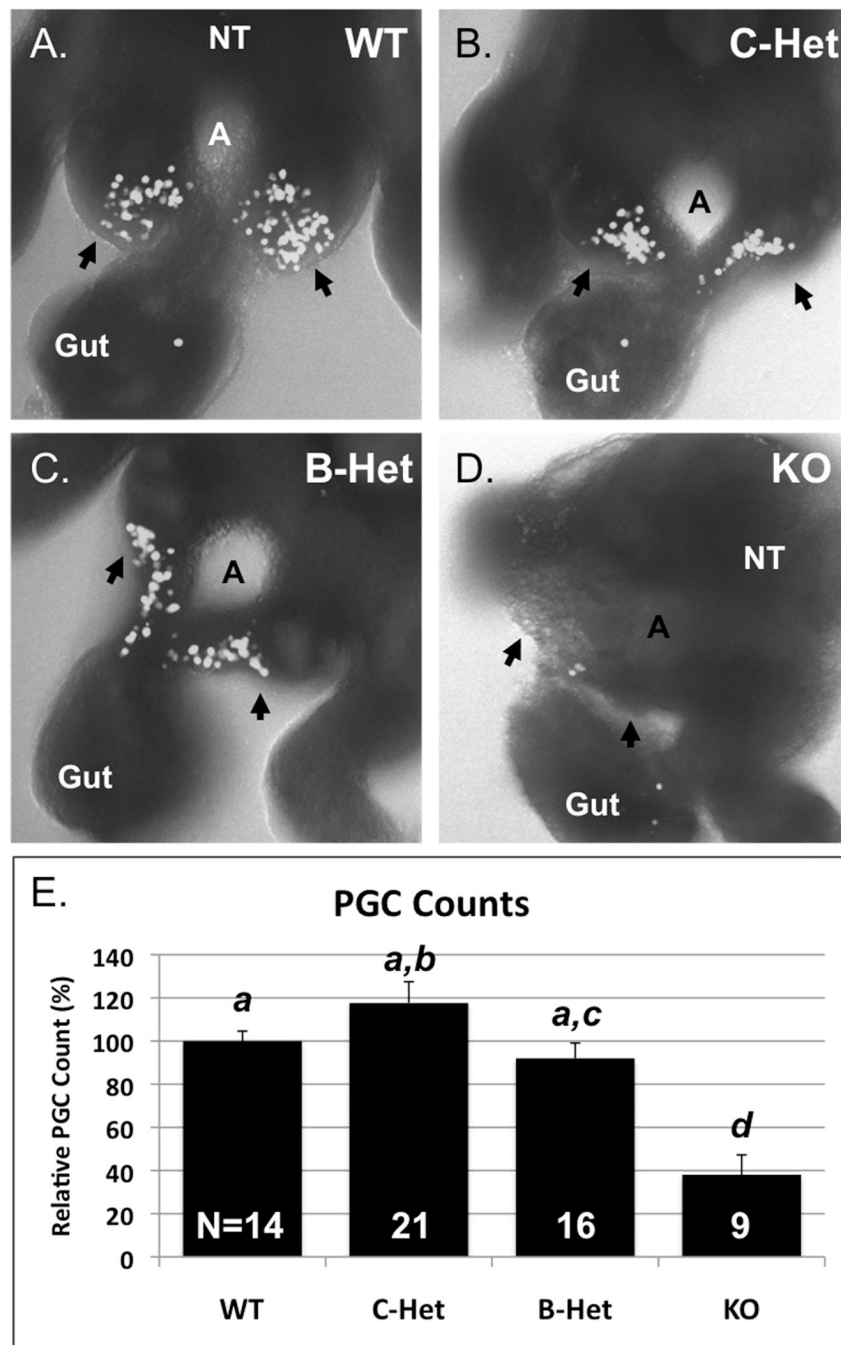 A. NT WT
A
Gut
B. C-Het
A
Gut
C. B-Het
A
Gut
D. KO
NT
A
Gut
E.
PGC Counts
Relative PGC Count (%)
140
120
100
80
60
40
20
0
a
a,b
a,c
d
N=14 21 16 9
WT C-Het B-Het KO